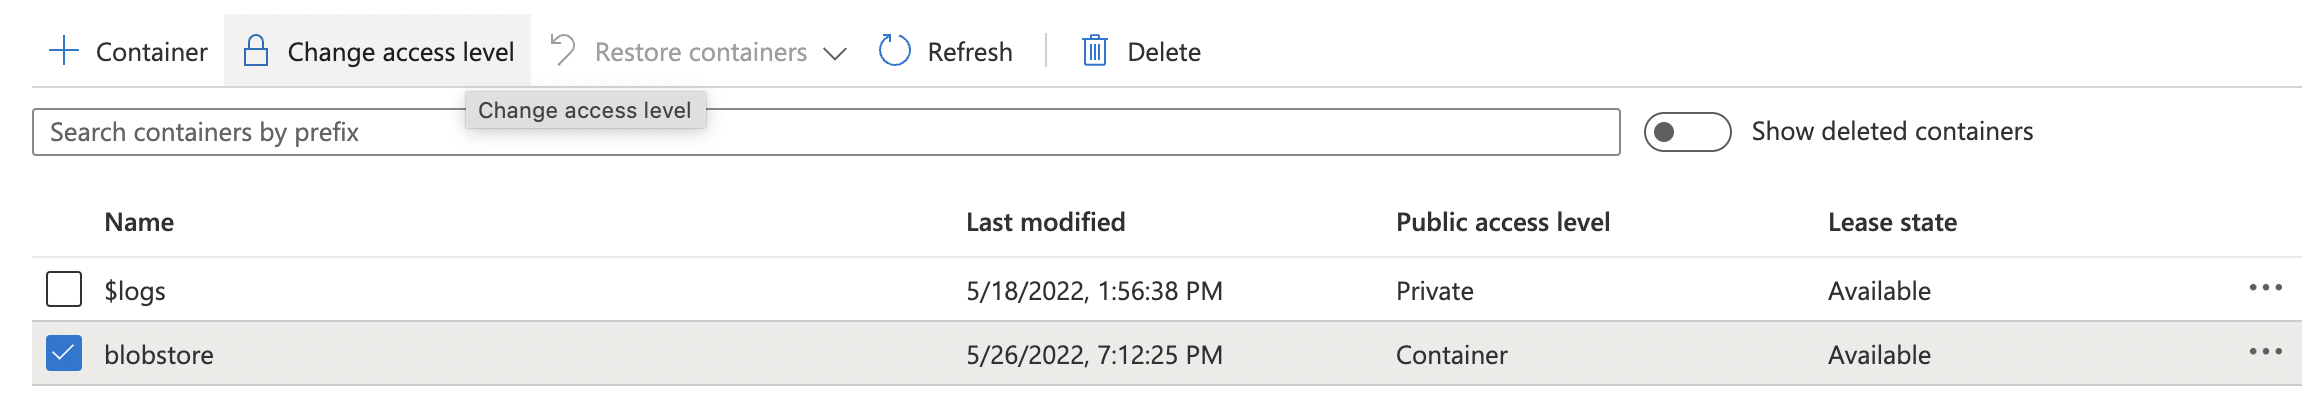 Container Change access level Restore containers Refresh Delete
Change access level
Search containers by prefix Show deleted containers
Name Last modified Public access level Lease state
$logs 5/18/2022, 1:56:38 PM Private Available
blobstore 5/26/2022, 7:12:25 PM Container Available